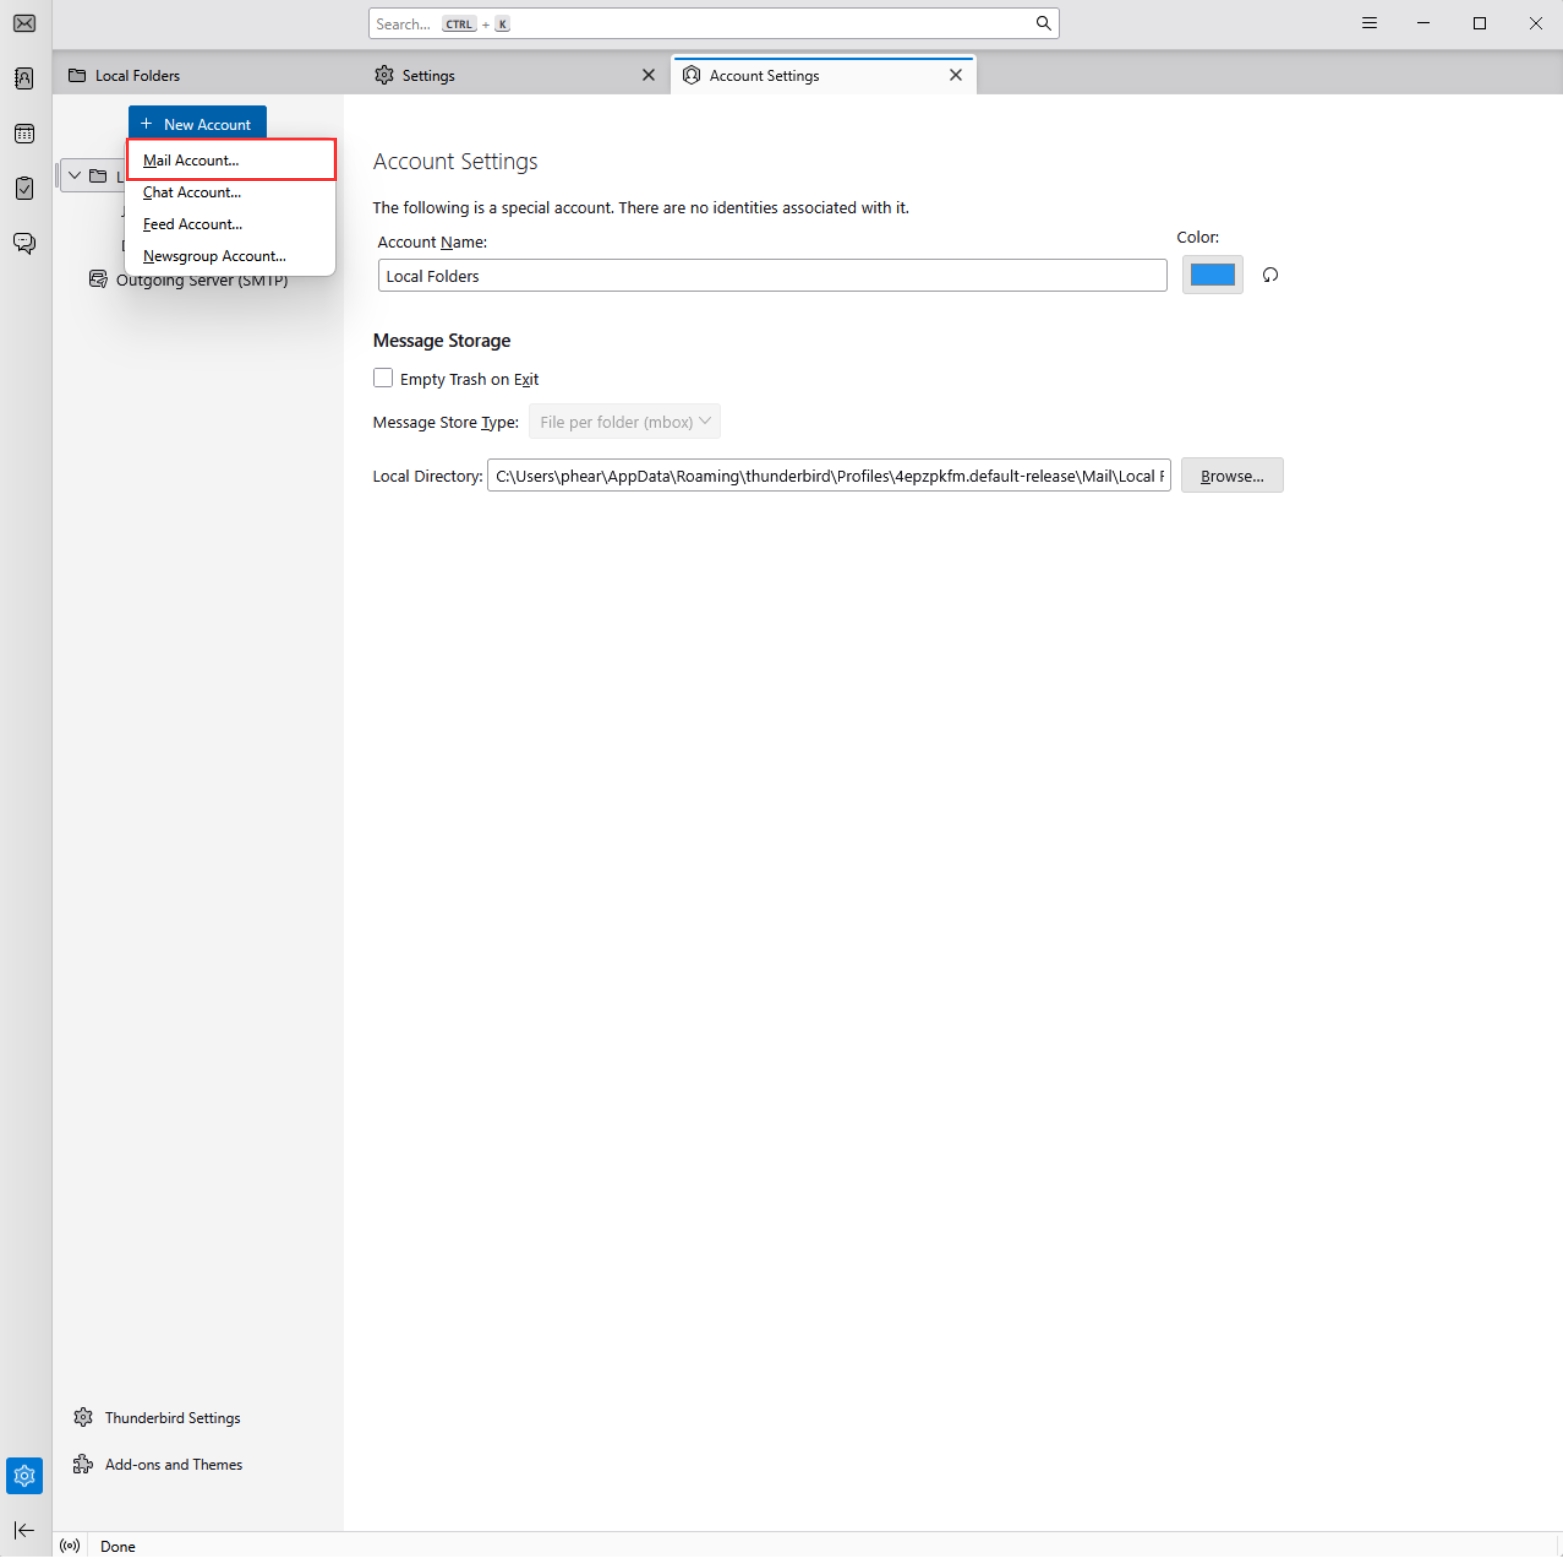 Search... CTRL + K
Local Folders
Settings
Account Settings
+ New Account
Mail Account...
Chat Account...
Feed Account...
Newsgroup Account...
Outgoing Server (SMTP)
Account Settings
The following is a special account. There are no identities associated with it.
Account Name:
Color:
Local Folders
Message Storage
Empty Trash on Exit
Message Store Type: File per folder (mbox)
Local Directory: C:\Users\phear\AppData\Roaming\thunderbird\Profiles\4epzpkfm.default-release\Mail\Local F
Browse...
Thunderbird Settings
Add-ons and Themes
Done